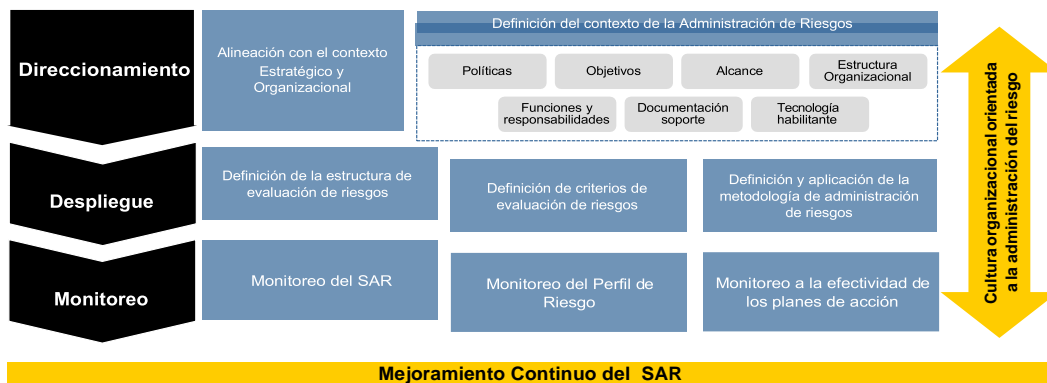 Direccionamiento
Alineación con el contexto
Estratégico y
Organizacional
Definición del contexto de la Administración de Riesgos
Políticas
Objetivos
Alcance
Estructura
Organizacional
Funciones y
responsabilidades
Documentación
soporte
Tecnología
habilitante
Despliegue
Definición de la estructura de
evaluación de riesgos
Definición de criterios de
evaluación de riesgos
Definición y aplicación de la
metodología de administración
de riesgos
Monitoreo
Monitoreo del SAR
Monitoreo del Perfil de
Riesgo
Monitoreo a la efectividad de
los planes de acción
Cultura organizacional orientada
a la administración del riesgo
Mejoramiento Continuo del SAR